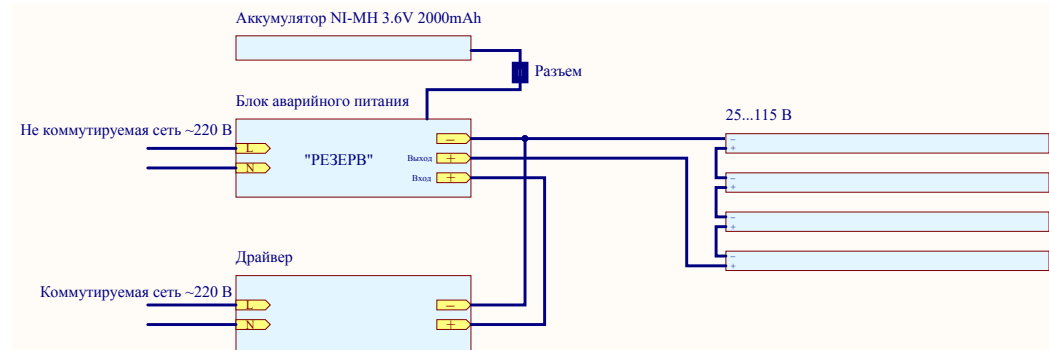 Аккумулятор NI-MH 3.6V 2000mAh
Разъем
Блок аварийного питания
25...115 В
Не коммутируемая сеть ~220 В
L
N
"РЕЗЕРВ"
−
Выход +
Вход +
−
+
−
+
−
+
−
+
Драйвер
Коммутируемая сеть ~220 В
L
N
−
+